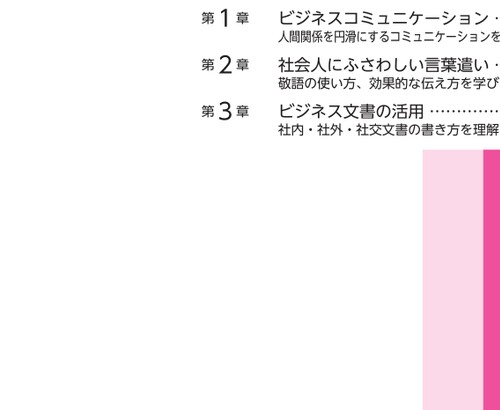 第1章 ビジネスコミュニケーション・
人間関係を円滑にするコミュニケーションを
第2章 社会人にふさわしい言葉遣い・
敬語の使い方、効果的な伝え方を学び
第3章 ビジネス文書の活用 ……………
社内・社外・社交文書の書き方を理解